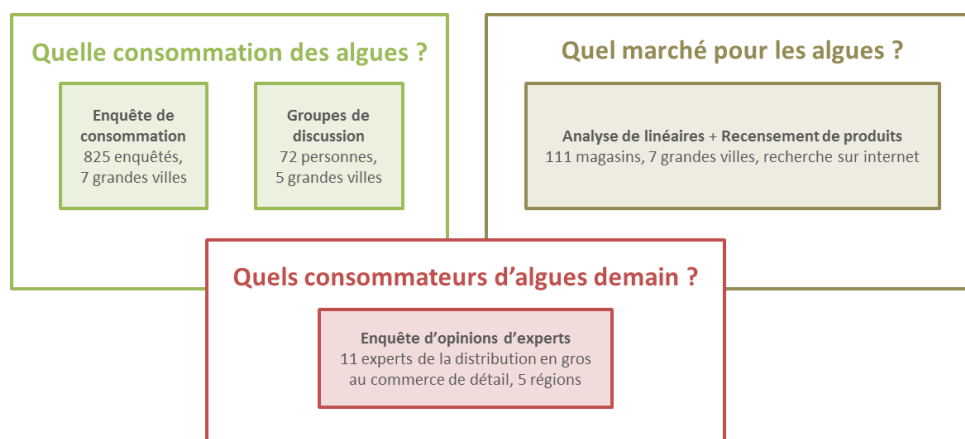 Quelle consommation des algues ?
Enquête de
consommation
825 enquêtés,
7 grandes villes
Groupes de
discussion
72 personnes,
5 grandes villes
Quel marché pour les algues ?
Analyse de linéaires + Recensement de produits
111 magasins, 7 grandes villes, recherche sur internet
Quels consommateurs d’algues demain ?
Enquête d’opinions d’experts
11 experts de la distribution en gros
au commerce de détail, 5 régions